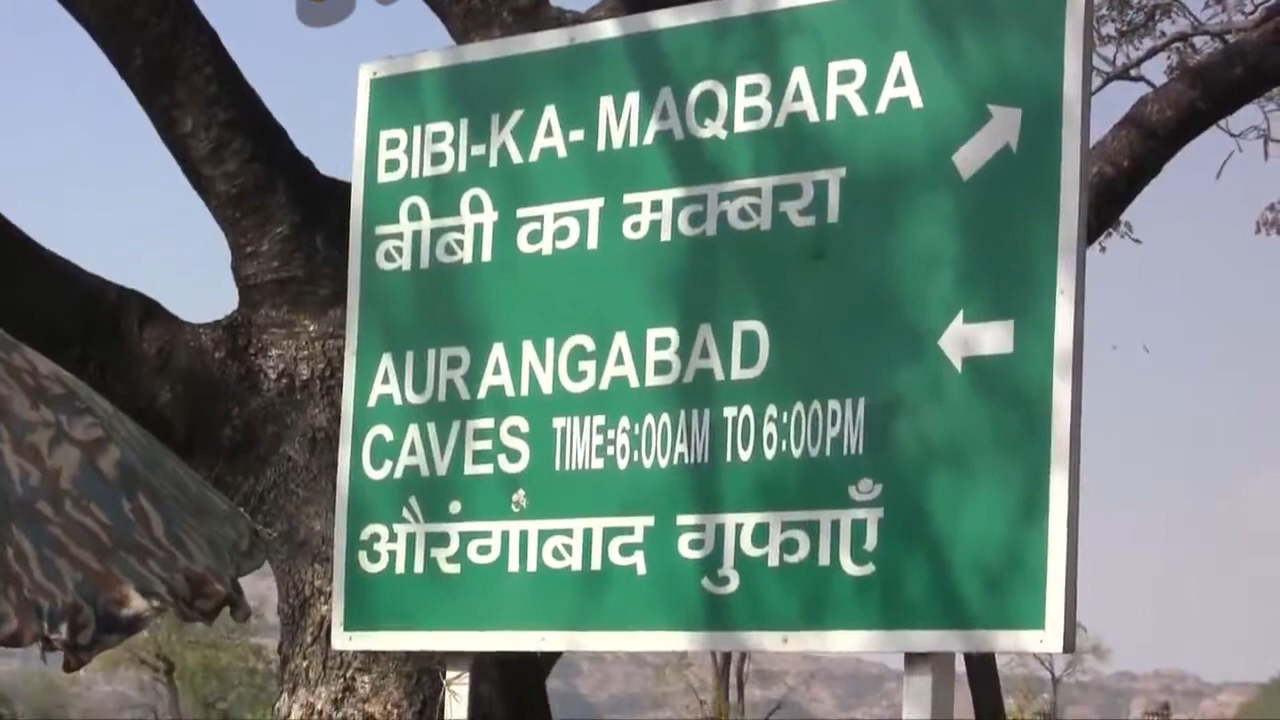 BIBI-KA-MAQBARA
बीबी का मक्बरा
AURANGABAD
CAVES TIME=6:00AM TO 6:00PM
औरंगाबाद गुफाएँ